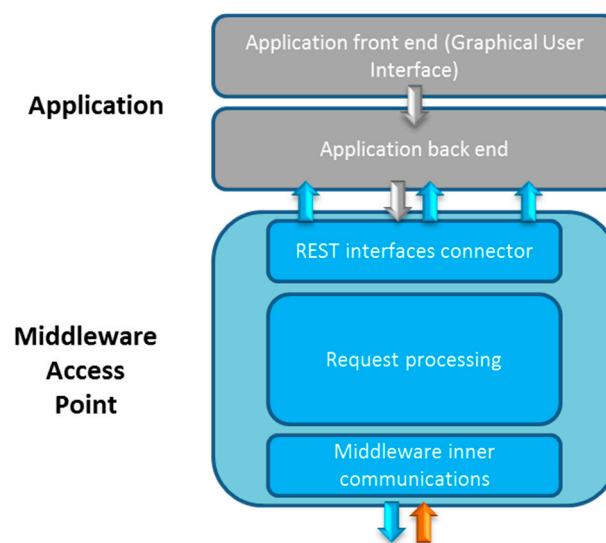 Application front end (Graphical User
Interface)
Application
Application back end
REST interfaces connector
Middleware
Access
Point
Request processing
Middleware inner
communications